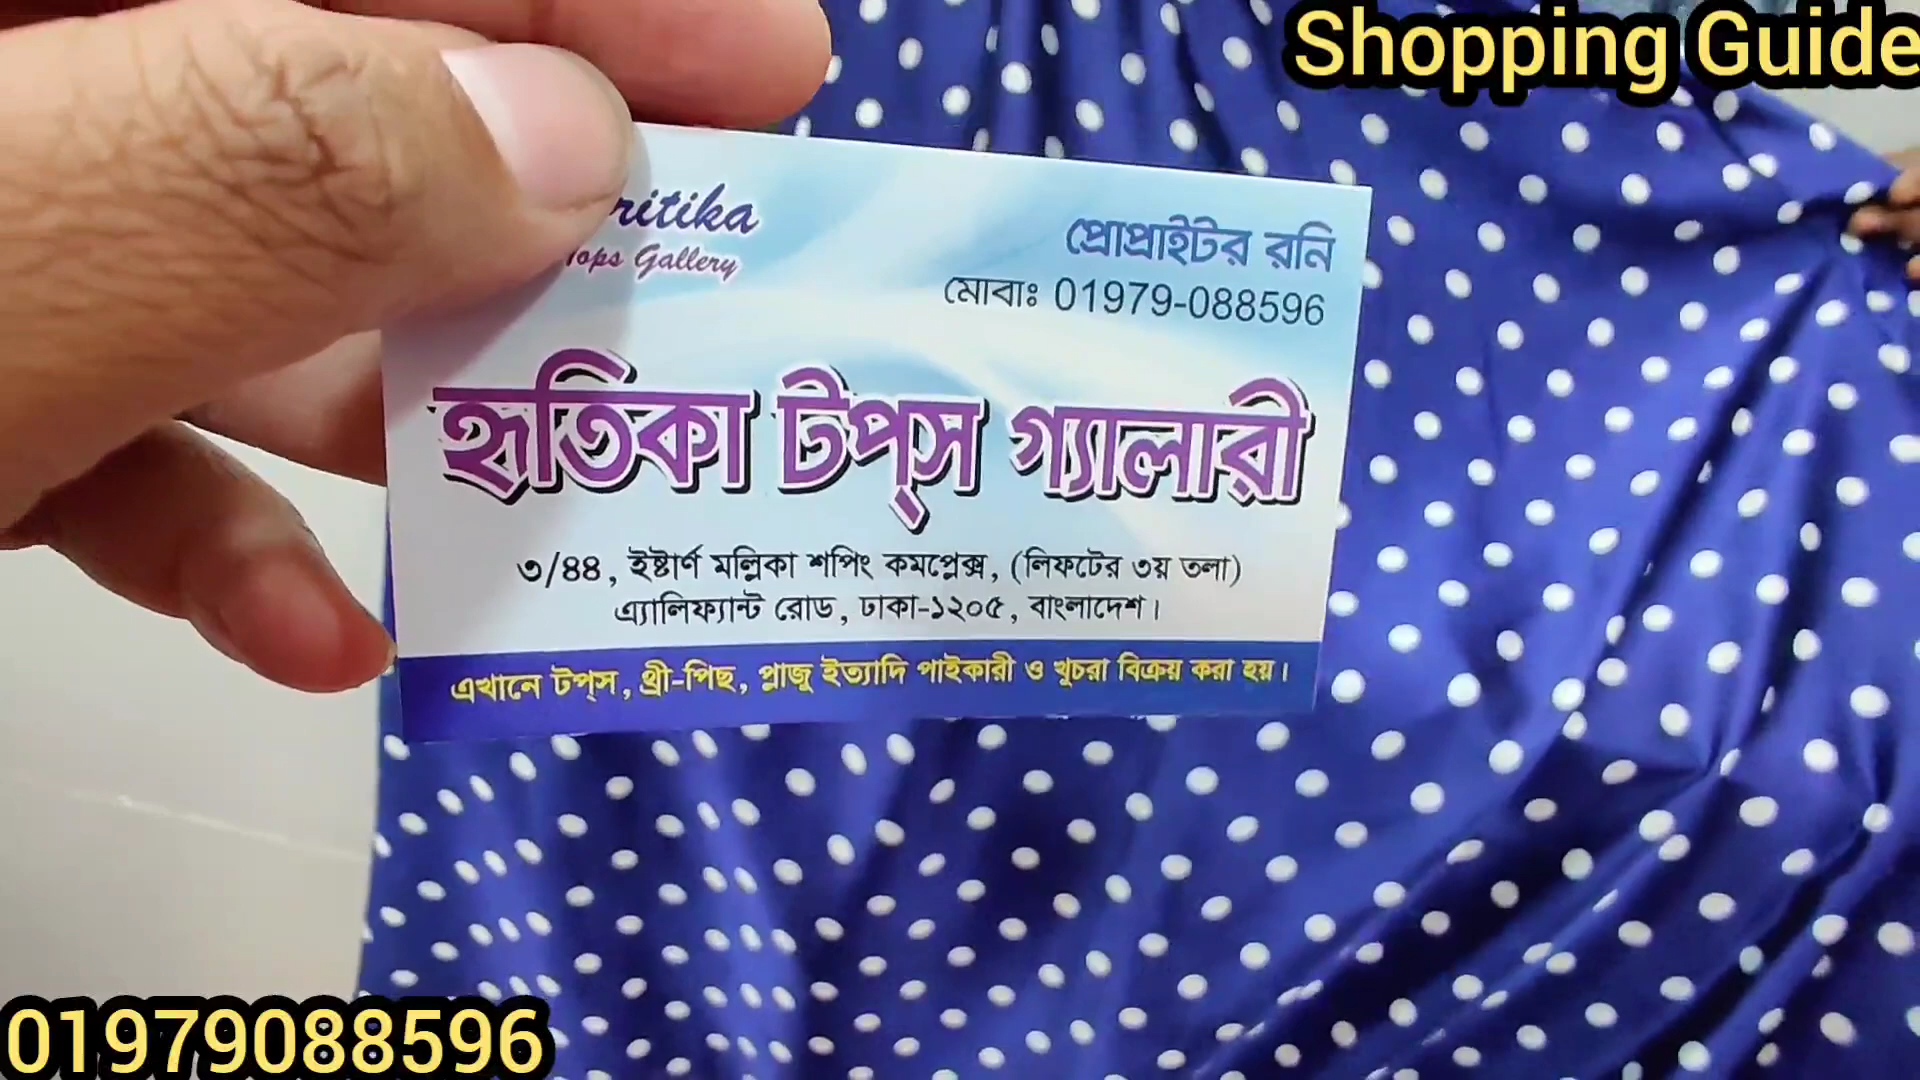 Shopping Guide
ritika
Tops Gallery
প্রোপ্রাইটর রনি
মোবাঃ 01979-088596
হৃতিকা টপ্‌স গ্যালারী
৩/৪৪, ইষ্টার্ণ মল্লিকা শপিং কমপ্লেক্স, (লিফটের ৩য় তলা)
এ্যালিফ্যান্ট রোড, ঢাকা-১২০৫, বাংলাদেশ।
এখানে টপ্‌স, থ্রী-পিছ, প্লাজু ইত্যাদি পাইকারী ও খুচরা বিক্রয় করা হয়।
01979088596